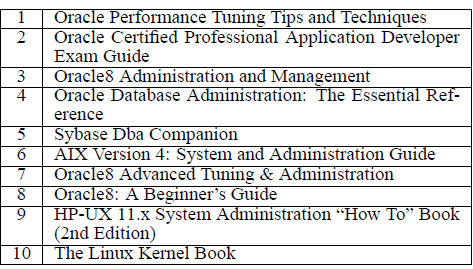 1 Oracle Performance Tuning Tips and Techniques
2 Oracle Certified Professional Application Developer
Exam Guide
3 Oracle8 Administration and Management
4 Oracle Database Administration: The Essential Ref-
erence
5 Sybase Dba Companion
6 AIX Version 4: System and Administration Guide
7 Oracle8 Advanced Tuning & Administration
8 Oracle8: A Beginner's Guide
9 HP-UX 11.x System Administration “How To” Book
(2nd Edition)
10 The Linux Kernel Book